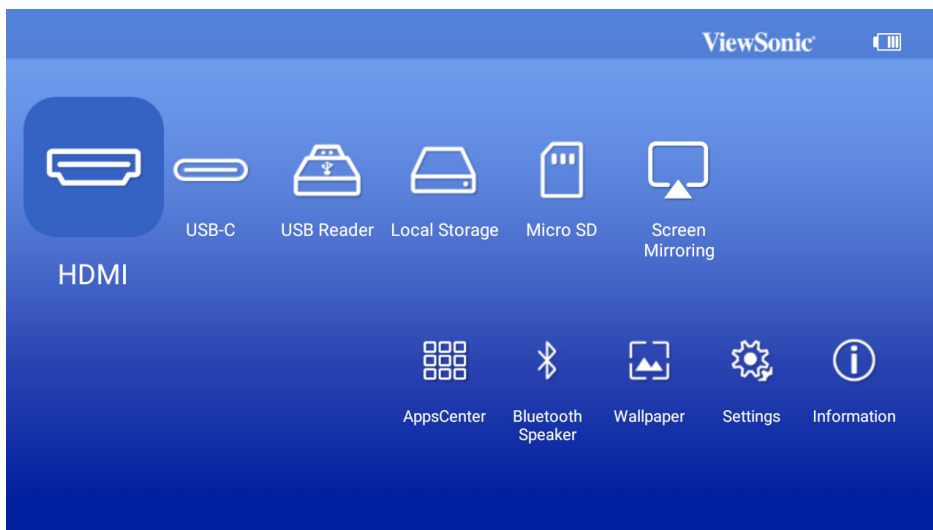 ViewSonic®
USB-C
USB Reader
Local Storage
Micro SD
Screen
Mirroring
HDMI
AppsCenter
Bluetooth
Speaker
Wallpaper
Settings
Information